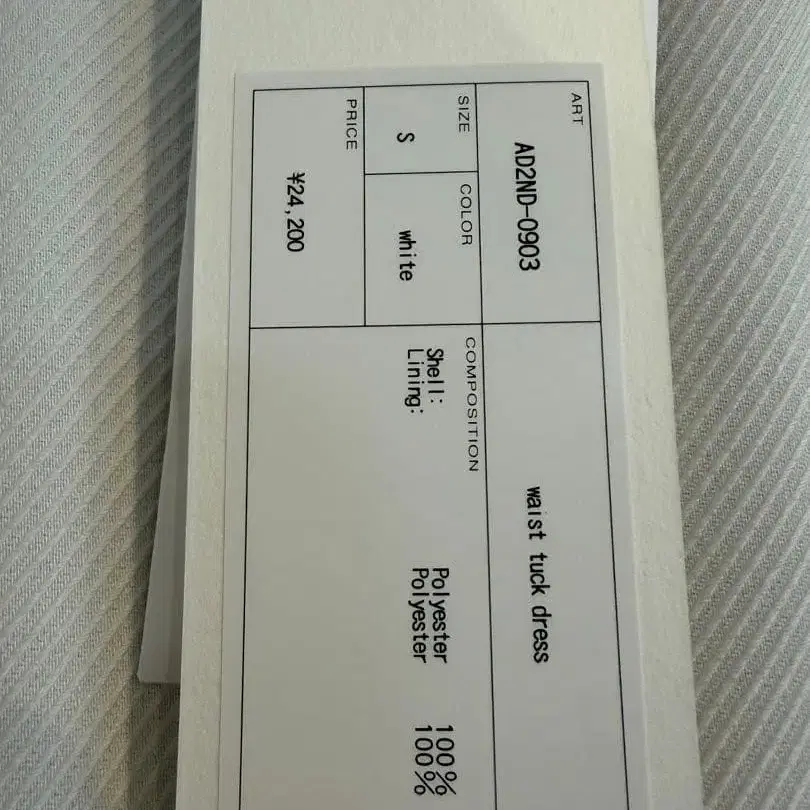 ART
AD2ND-0903
waist tuck dress
SIZE
S
COLOR
white
COMPOSITION
Shell: Polyester 100%
Lining: Polyester 100%
PRICE
¥24,200